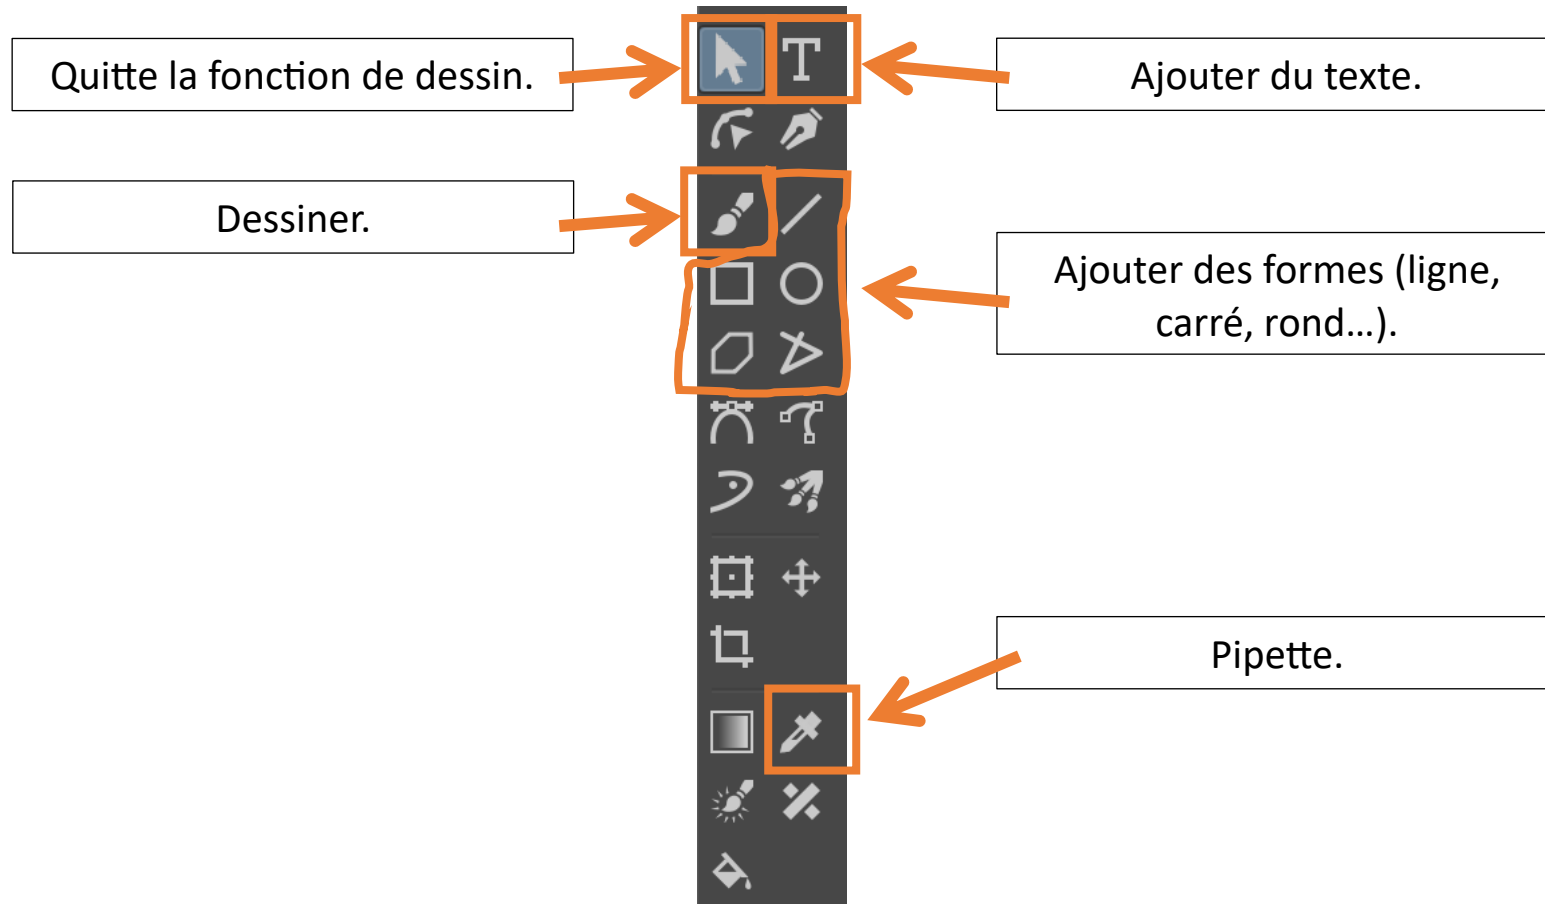 Quitte la fonction de dessin.
Ajouter du texte.
Dessiner.
Ajouter des formes (ligne,
carré, rond...).
Pipette.